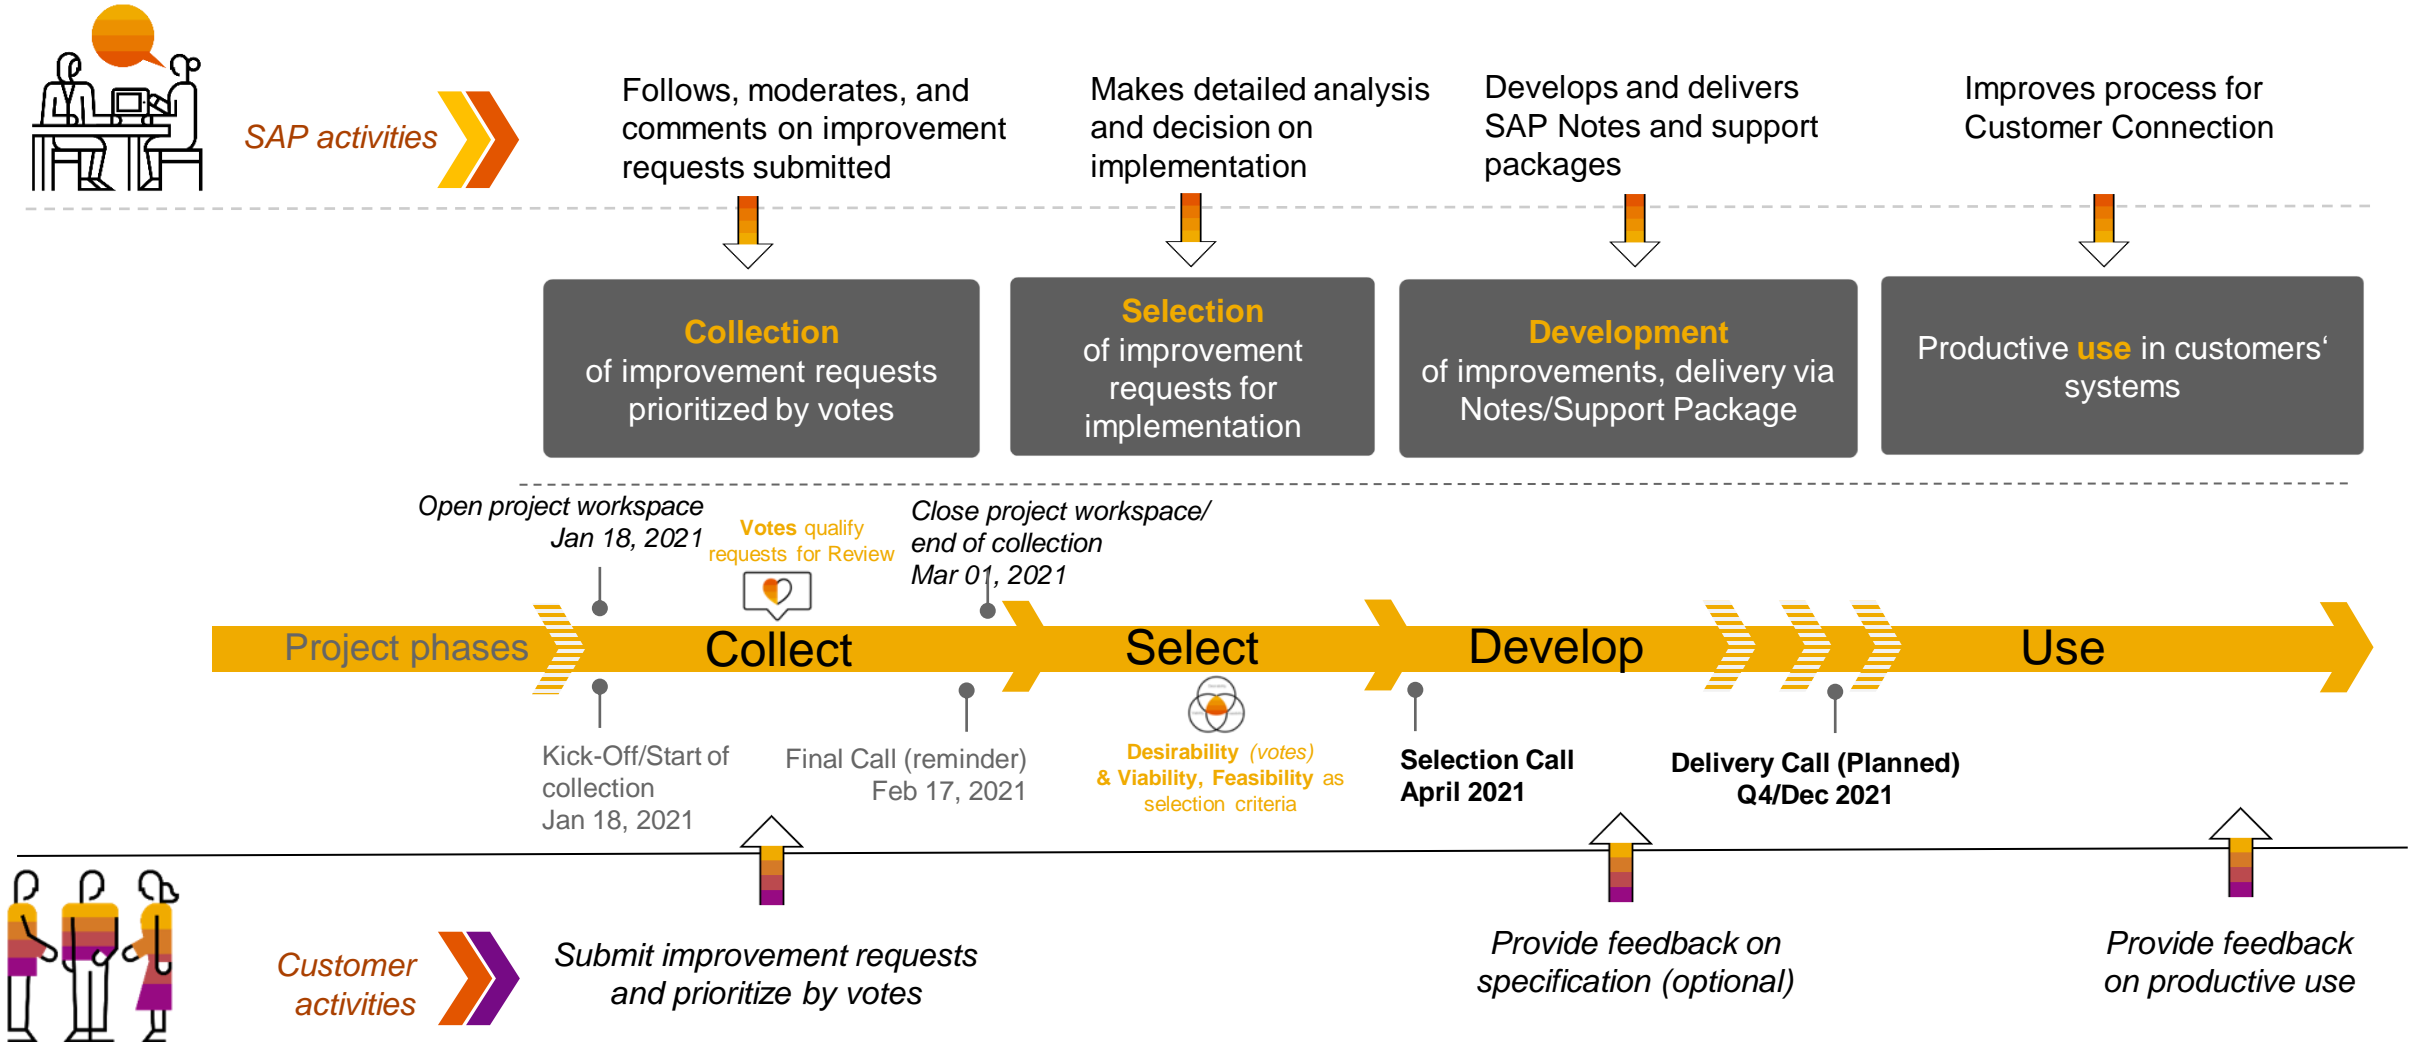 SAP activities
Follows, moderates, and
comments on improvement
requests submitted
Makes detailed analysis
and decision on
implementation
Develops and delivers
SAP Notes and support
packages
Improves process for
Customer Connection
Collection
of improvement requests
prioritized by votes
Selection
of improvement
requests for
implementation
Development
of improvements, delivery via
Notes/Support Package
Productive use in customers‘
systems
Open project workspace
Jan 18, 2021
Votes qualify
requests for Review
Close project workspace/
end of collection
Mar 01, 2021
Project phases
Collect
Select
Develop
Use
Kick-Off/Start of
collection
Jan 18, 2021
Final Call (reminder)
Feb 17, 2021
Desirability (votes)
& Viability, Feasibility as
selection criteria
Selection Call
April 2021
Delivery Call (Planned)
Q4/Dec 2021
Customer
activities
Submit improvement requests
and prioritize by votes
Provide feedback on
specification (optional)
Provide feedback
on productive use